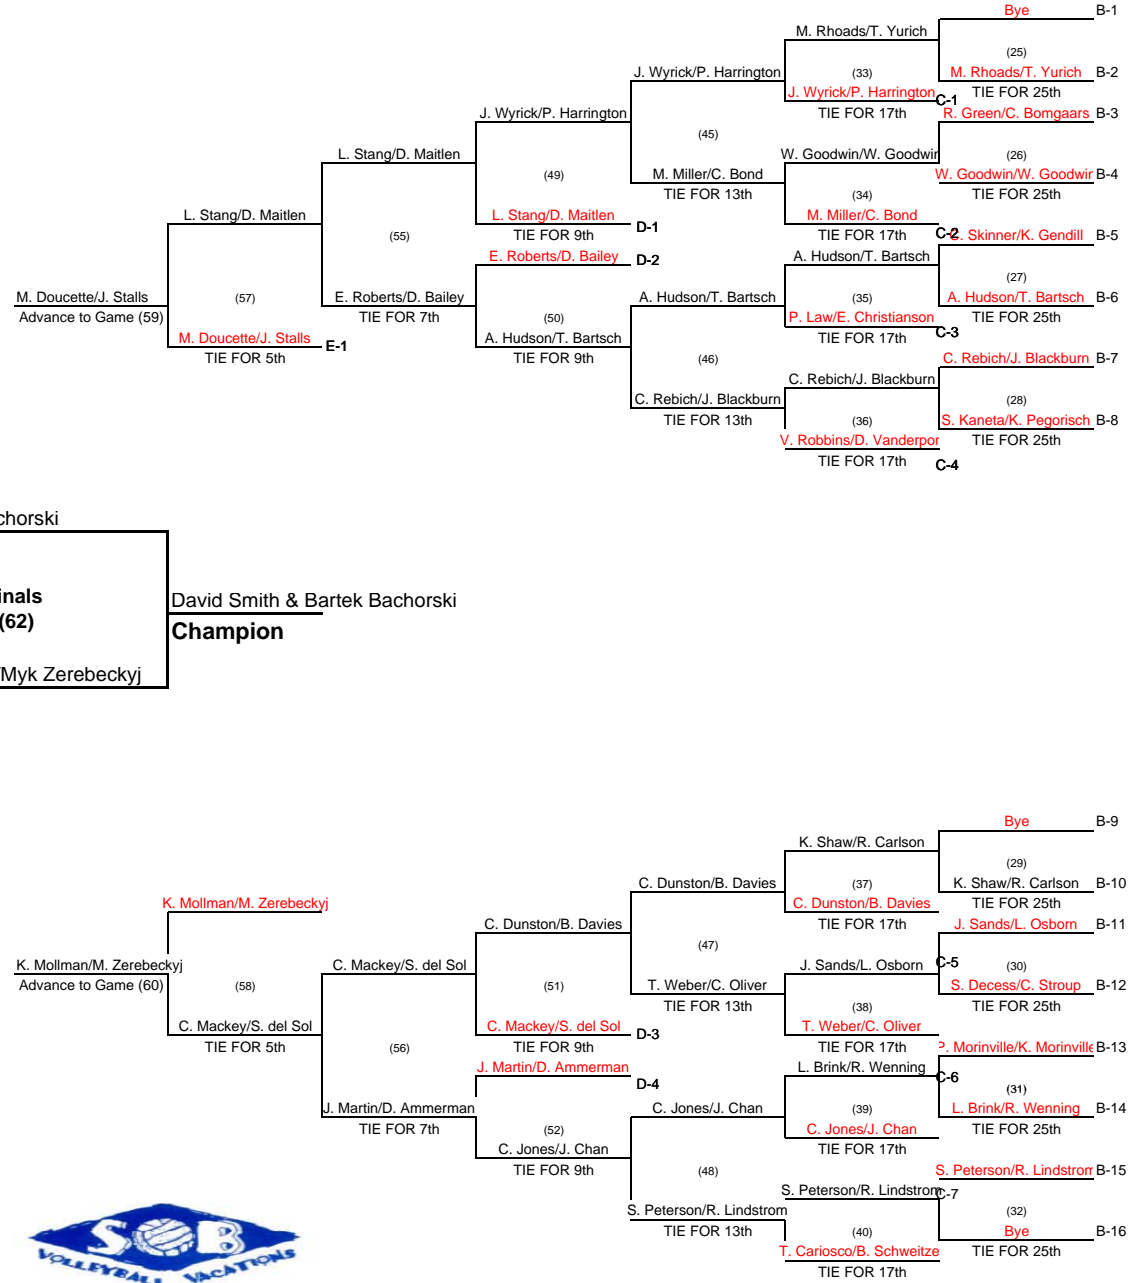 Bye B-1
M. Rhoads/T. Yurich
(25)
J. Wyrick/P. Harrington (33) M. Rhoads/T. Yurich B-2
J. Wyrick/P. Harrington C-1 TIE FOR 25th
J. Wyrick/P. Harrington TIE FOR 17th R. Green/C. Bomgaars B-3
(45)
L. Stang/D. Maitlen W. Goodwin/W. Goodwin (26)
(49) M. Miller/C. Bond W. Goodwin/W. Goodwin B-4
TIE FOR 13th (34) TIE FOR 25th
L. Stang/D. Maitlen L. Stang/D. Maitlen D-1 M. Miller/C. Bond
(55) TIE FOR 9th TIE FOR 17th C-2 Skinner/K. Gendill B-5
E. Roberts/D. Bailey D-2 A. Hudson/T. Bartsch
(27)
M. Doucette/J. Stalls (57) E. Roberts/D. Bailey A. Hudson/T. Bartsch (35) A. Hudson/T. Bartsch B-6
Advance to Game (59) TIE FOR 7th (50) P. Law/E. Christianson TIE FOR 25th
M. Doucette/J. Stalls E-1 A. Hudson/T. Bartsch TIE FOR 17th C-3
TIE FOR 5th TIE FOR 9th (46) C. Rebich/J. Blackburn B-7
C. Rebich/J. Blackburn
C. Rebich/J. Blackburn (28)
TIE FOR 13th (36) S. Kaneta/K. Pegorisch B-8
V. Robbins/D. Vanderpor TIE FOR 25th
TIE FOR 17th C-4
chorski
inals
(62)
David Smith & Bartek Bachorski
Champion
/Myk Zerebeckyj
Bye B-9
K. Shaw/R. Carlson
(29)
C. Dunston/B. Davies (37) K. Shaw/R. Carlson B-10
K. Mollman/M. Zerebeckyj C. Dunston/B. Davies TIE FOR 25th
C. Dunston/B. Davies TIE FOR 17th J. Sands/L. Osborn B-11
(47)
K. Mollman/M. Zerebeckyj C. Mackey/S. del Sol J. Sands/L. Osborn C-5 (30)
Advance to Game (60) (58) (51) T. Weber/C. Oliver S. Decess/C. Stroup B-12
TIE FOR 13th (38) TIE FOR 25th
C. Mackey/S. del Sol C. Mackey/S. del Sol D-3 T. Weber/C. Oliver
TIE FOR 5th (56) TIE FOR 9th TIE FOR 17th P. Morinville/K. Morinville B-13
J. Martin/D. Ammerman D-4 L. Brink/R. Wenning C-6
(31)
J. Martin/D. Ammerman C. Jones/J. Chan (39) L. Brink/R. Wenning B-14
TIE FOR 7th (52) C. Jones/J. Chan TIE FOR 25th
C. Jones/J. Chan TIE FOR 17th
TIE FOR 9th (48) S. Peterson/R. Lindstrom B-15
S. Peterson/R. Lindstrom C-7
S. Peterson/R. Lindstrom (32)
TIE FOR 13th (40) Bye B-16
T. Cariosco/B. Schweitze TIE FOR 25th
TIE FOR 17th
SOB
VOLLEYBALL VACATIONS